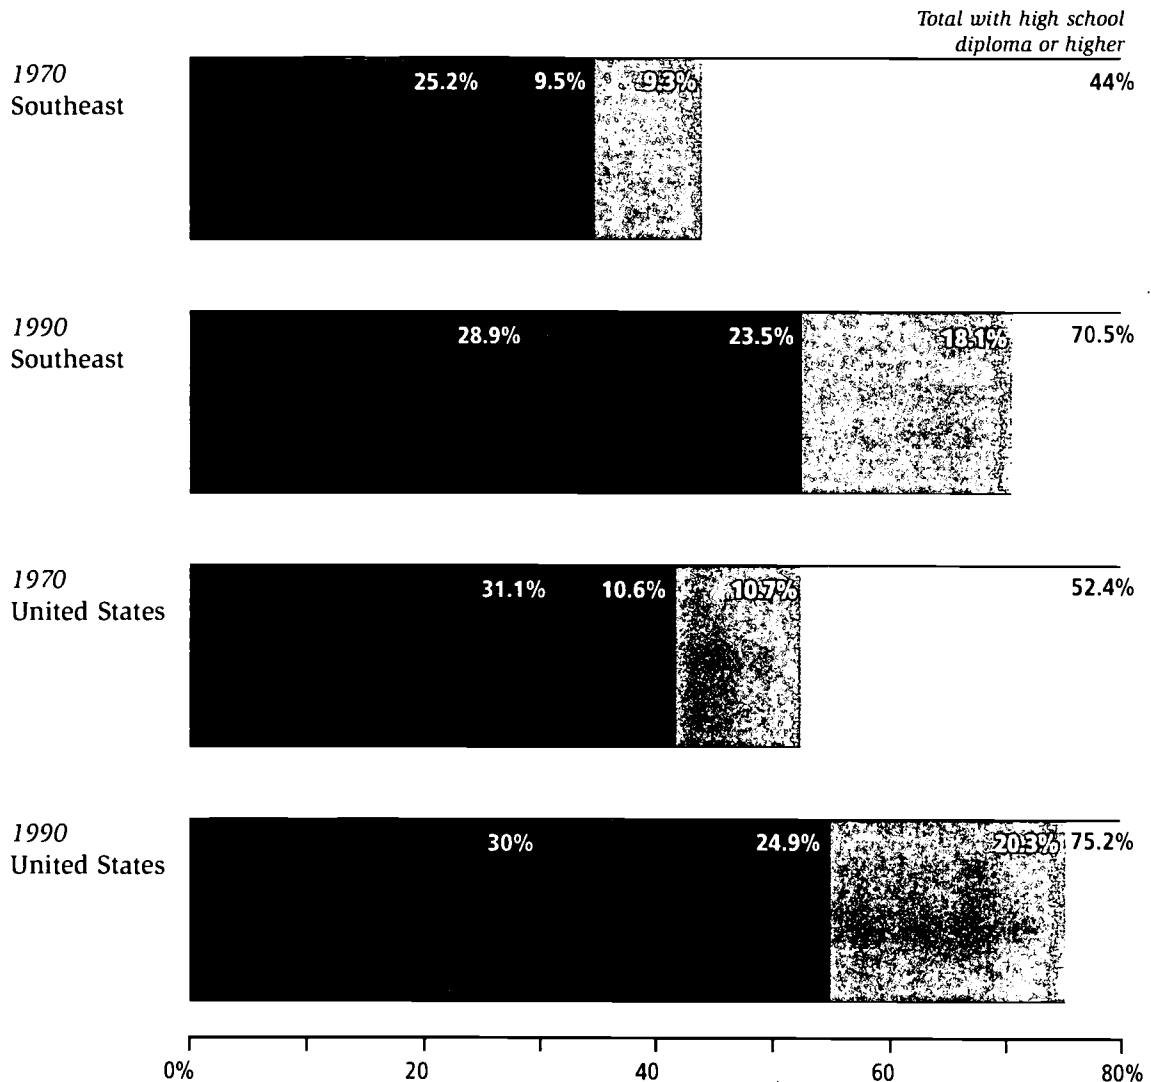 Total with high school
diploma or higher
1970
Southeast
25.2% 9.5% 9.3% 44%
1990
Southeast
28.9% 23.5% 18.1% 70.5%
1970
United States
31.1% 10.6% 10.7% 52.4%
1990
United States
30% 24.9% 20.3% 75.2%
0% 20 40 60 80%